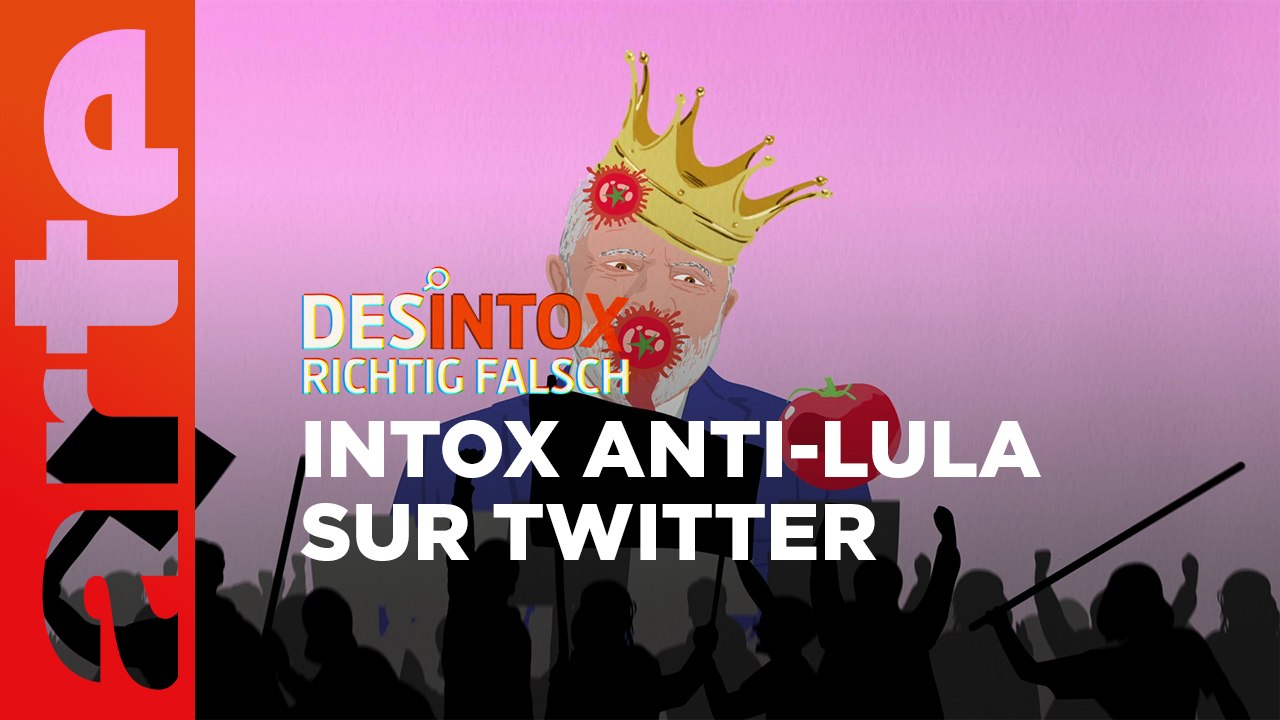 arte
DESINTOX
RICHTIG FALSCH
INTOX ANTI-LULA
SUR TWITTER